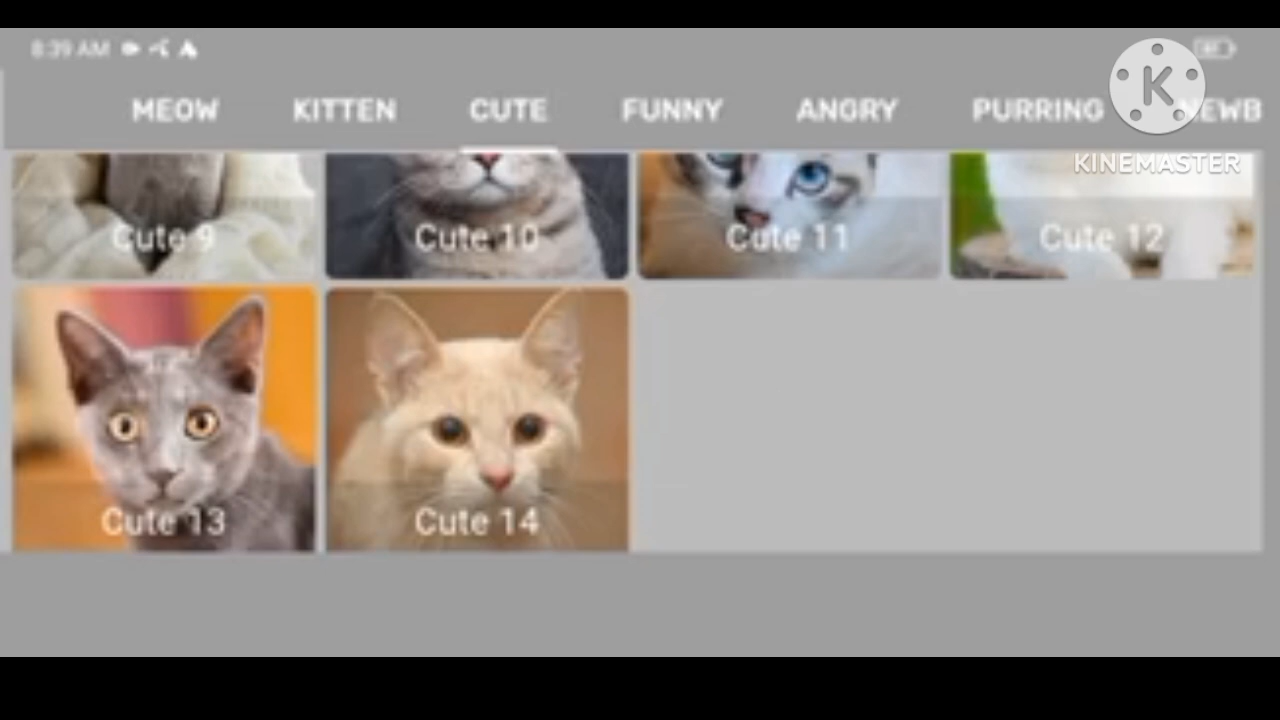 8:39 AM
MEOW KITTEN CUTE FUNNY ANGRY PURRING NEWB
K
KINEMASTER
Cute 9 Cute 10 Cute 11 Cute 12
Cute 13 Cute 14